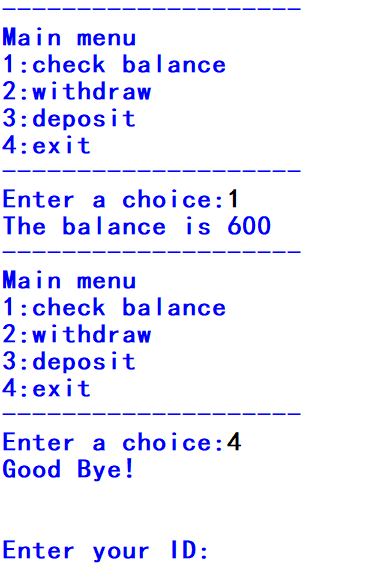 --------------------
Main menu
1:check balance
2:withdraw
3:deposit
4:exit
--------------------
Enter a choice:1
The balance is 600
--------------------
Main menu
1:check balance
2:withdraw
3:deposit
4:exit
--------------------
Enter a choice:4
Good Bye!
Enter your ID: